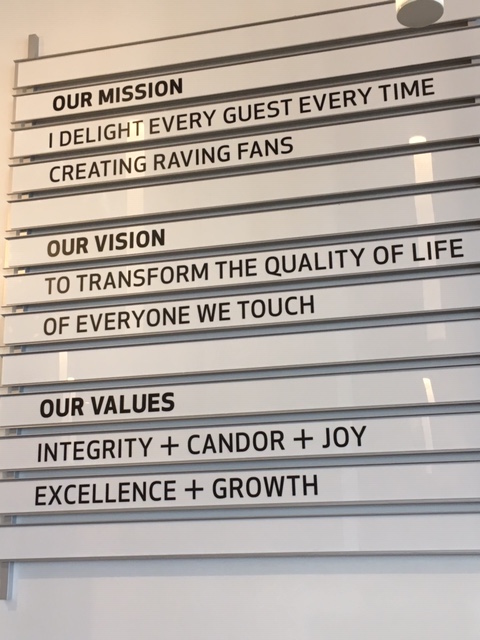 OUR MISSION
I DELIGHT EVERY GUEST EVERY TIME
CREATING RAVING FANS
OUR VISION
TO TRANSFORM THE QUALITY OF LIFE
OF EVERYONE WE TOUCH
OUR VALUES
INTEGRITY + CANDOR + JOY
EXCELLENCE + GROWTH